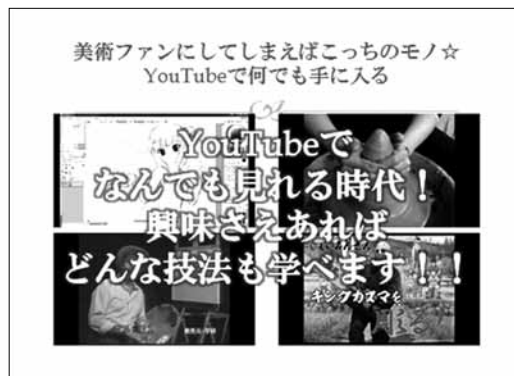 美術ファンにしてしまえばこっちのモノ☆
YouTubeで何でも手に入る
YouTubeで
なんでも見れる時代！
興味さえあれば
どんな技法も学べます！！
キングカズマを